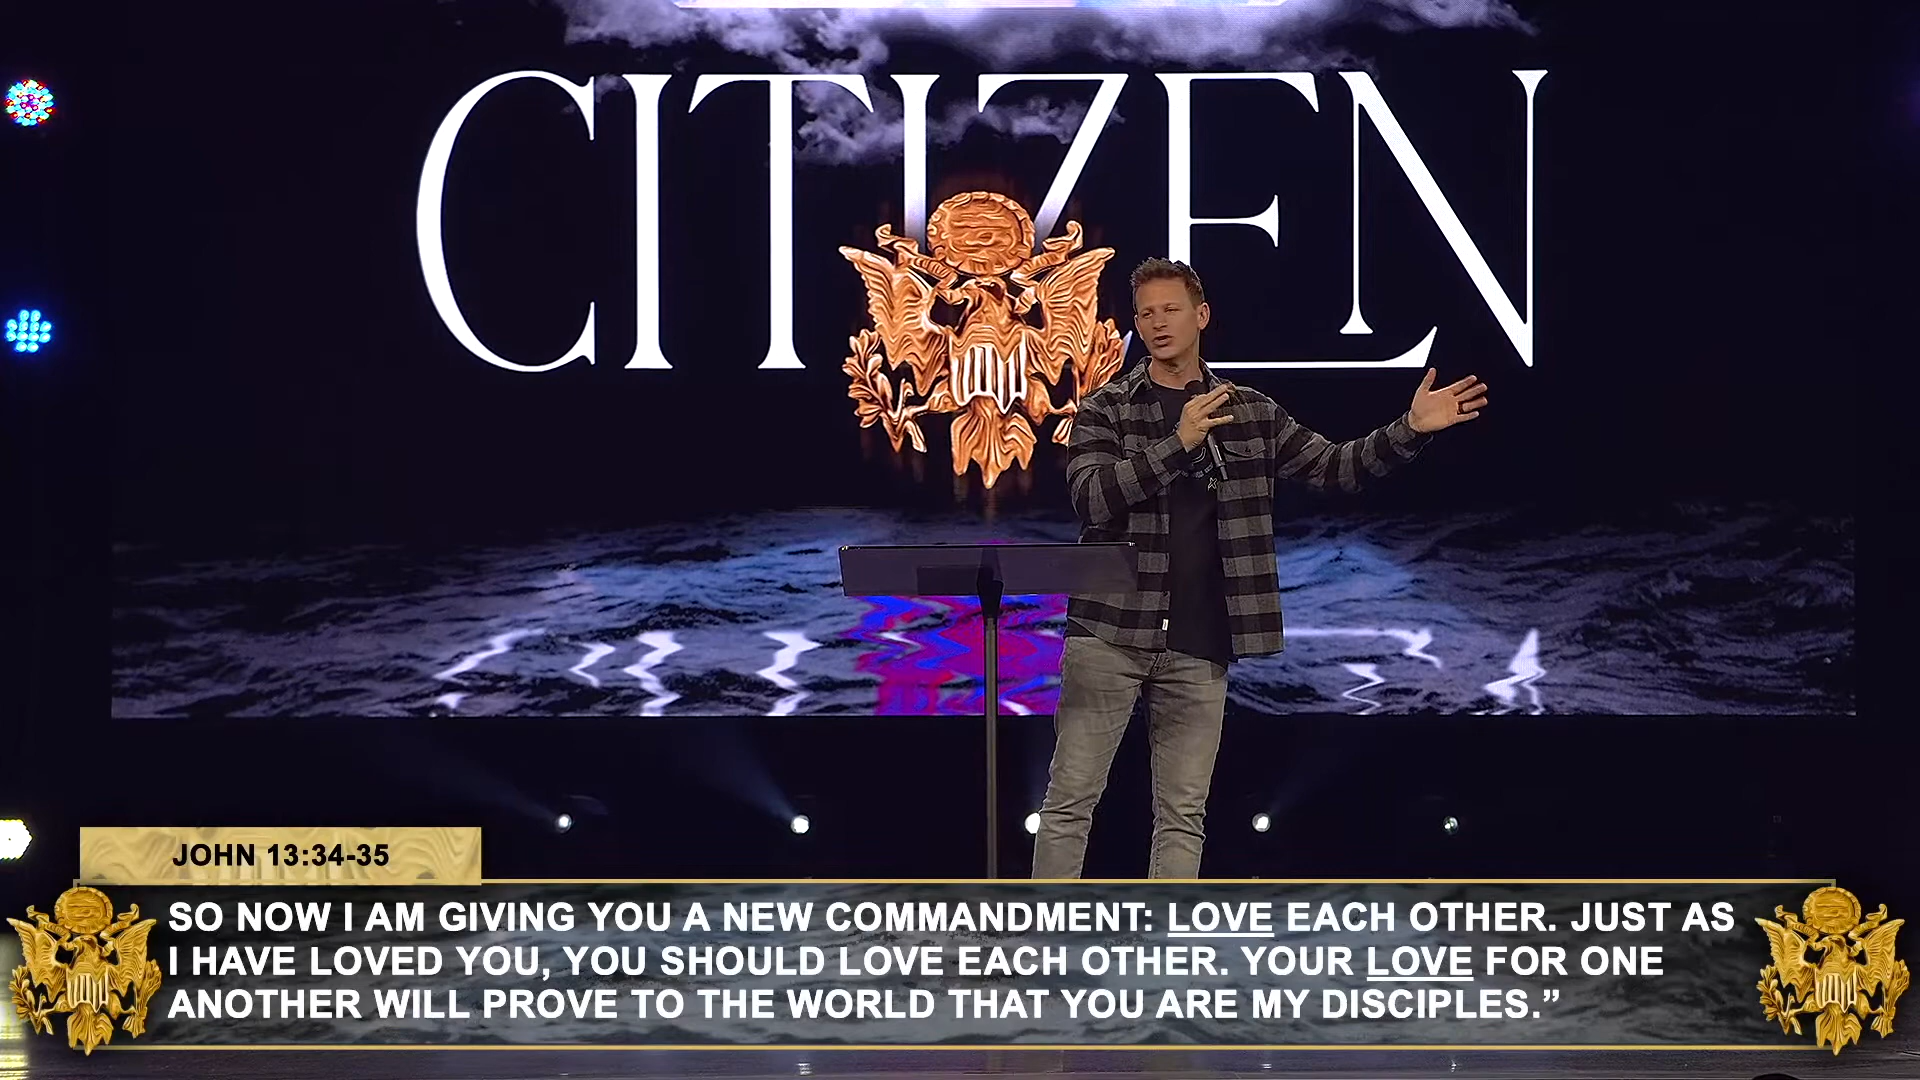 CITIZEN
JOHN 13:34-35
SO NOW I AM GIVING YOU A NEW COMMANDMENT: LOVE EACH OTHER. JUST AS
I HAVE LOVED YOU, YOU SHOULD LOVE EACH OTHER. YOUR LOVE FOR ONE
ANOTHER WILL PROVE TO THE WORLD THAT YOU ARE MY DISCIPLES.”